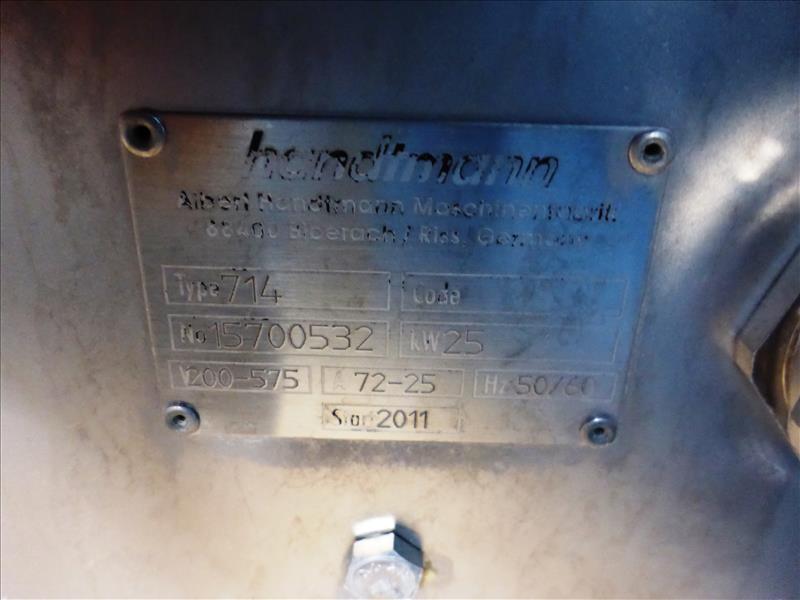 handtmann
Albert Handtmann Maschinenfabrik
88400 Biberach / Riss, Germany
Type 714 Code
No 15700532 kW 25
V 200-575 A 72-25 Hz 50/60
2011